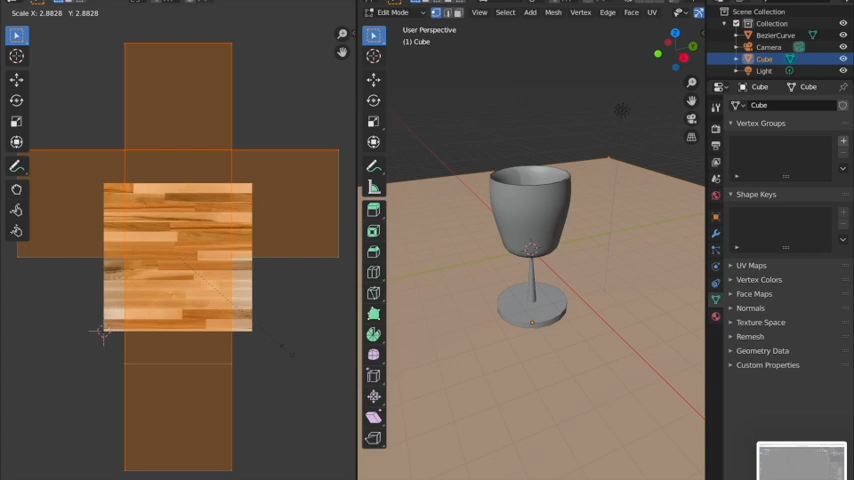 Scale X: 2.8828 Y: 2.8828
Edit Mode
View
Select
Add
Mesh
Vertex
Edge
Face
UV
User Perspective
(1) Cube
Scene Collection
Collection
BezierCurve
Camera
Cube
Light
Cube
Cube
Cube
Vertex Groups
Shape Keys
UV Maps
Vertex Colors
Face Maps
Normals
Texture Space
Remesh
Geometry Data
Custom Properties